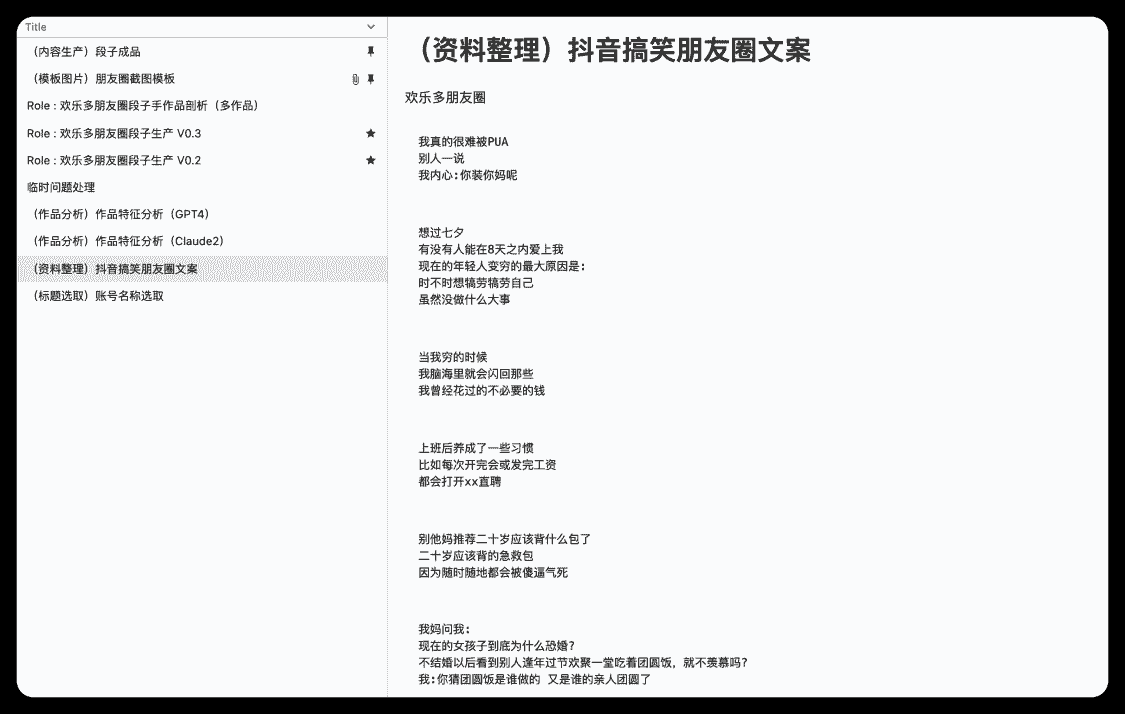 Title
（内容生产）段子成品
（模板图片）朋友圈截图模板
Role : 欢乐多朋友圈段子手作品剖析（多作品）
Role : 欢乐多朋友圈段子生产 V0.3
Role : 欢乐多朋友圈段子生产 V0.2
临时问题处理
（作品分析）作品特征分析（GPT4）
（作品分析）作品特征分析（Claude2）
（资料整理）抖音搞笑朋友圈文案
（标题选取）账号名称选取
（资料整理）抖音搞笑朋友圈文案
欢乐多朋友圈
我真的很难被PUA
别人一说
我内心:你装你妈呢
想过七夕
有没有人能在8天之内爱上我
现在的年轻人变穷的最大原因是:
时不时想犒劳犒劳自己
虽然没做什么大事
当我穷的时候
我脑海里就会闪回那些
我曾经花过的不必要的钱
上班后养成了一些习惯
比如每次开完会或发完工资
都会打开xx直聘
别他妈推荐二十岁应该背什么包了
二十岁应该背的急救包
因为随时随地都会被傻逼气死
我妈问我:
现在的女孩子到底为什么恐婚?
不结婚以后看到别人逢年过节欢聚一堂吃着团圆饭，就不羡慕吗?
我:你猜团圆饭是谁做的 又是谁的亲人团圆了